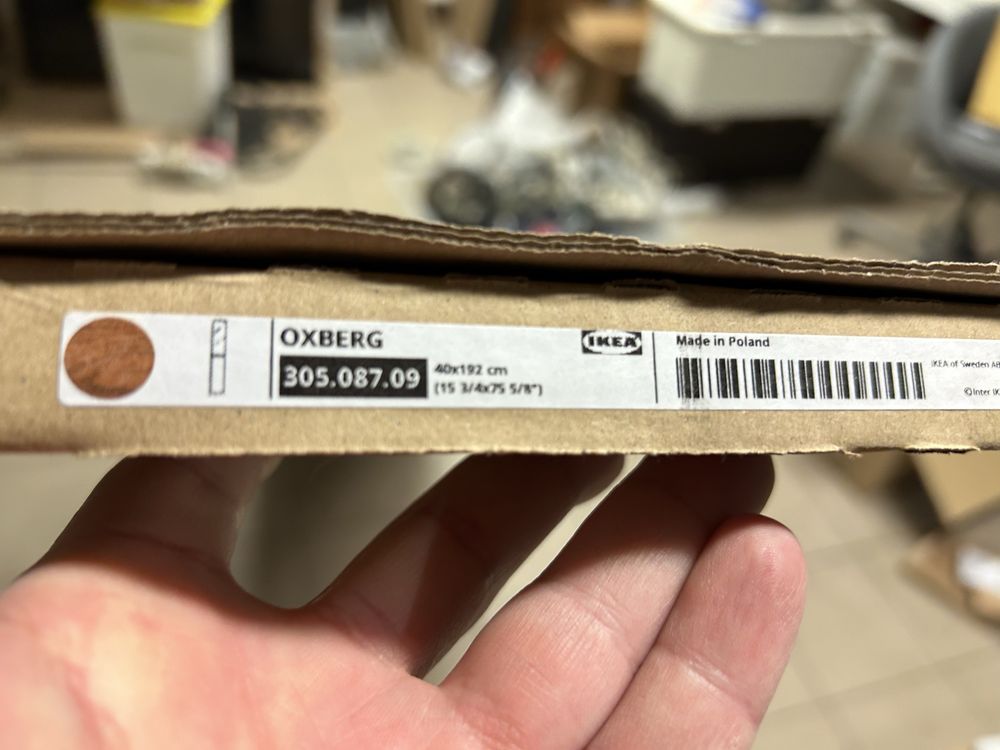 OXBERG
305.087.09
40x192 cm
(15 3/4x75 5/8")
IKEA
Made in Poland
IKEA of Sweden AB
©Inter IK